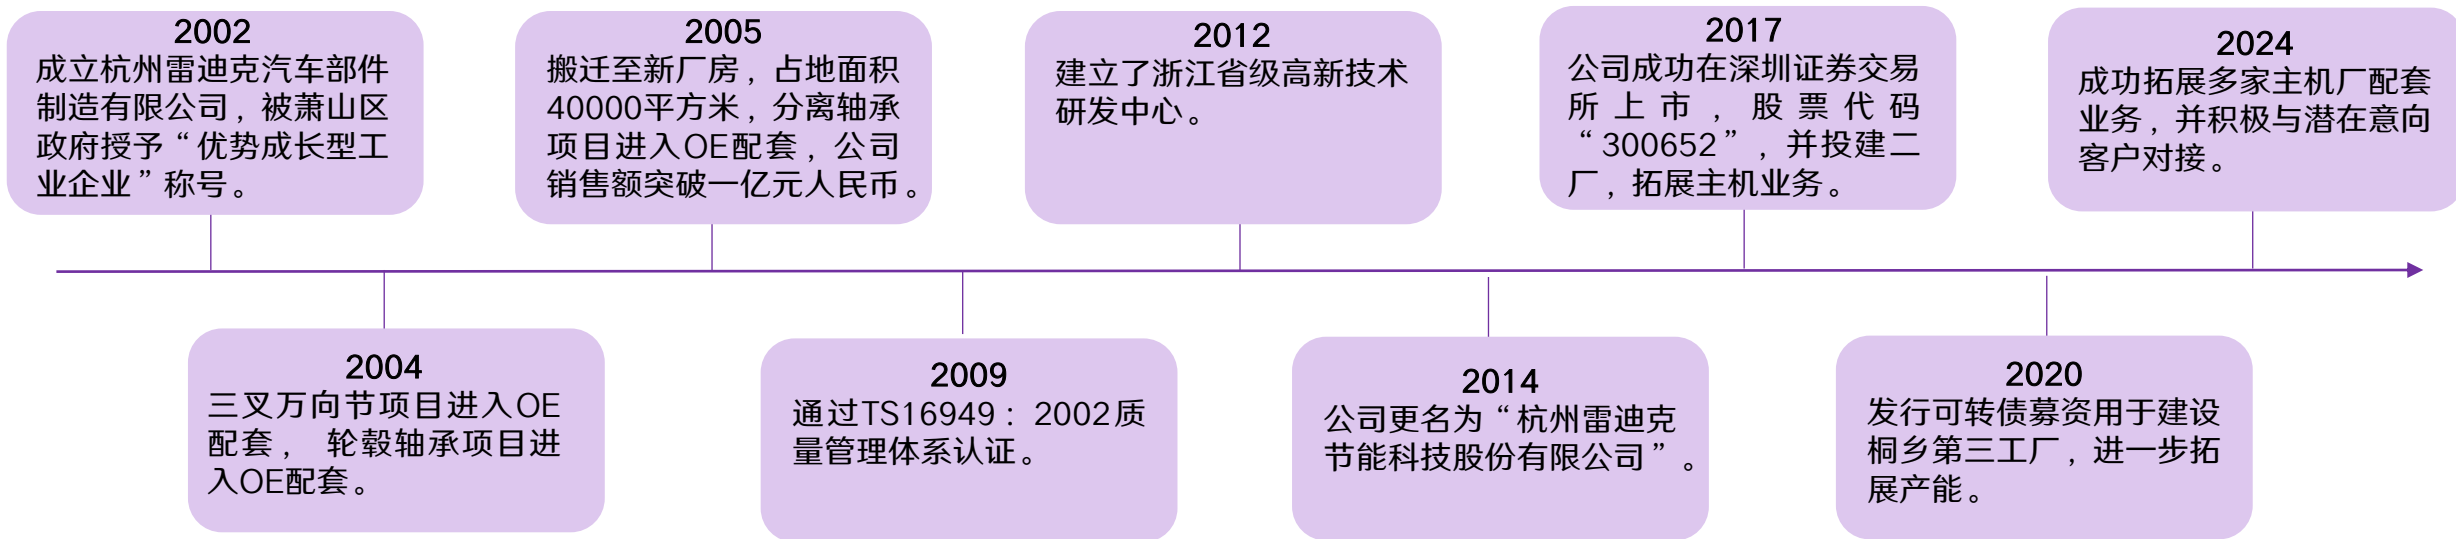 2002
成立杭州雷迪克汽车部件
制造有限公司，被萧山区
政府授予“优势成长型工
业企业”称号。
2004
三叉万向节项目进入OE
配套， 轮毂轴承项目进
入OE配套。
2005
搬迁至新厂房，占地面积
40000平方米，分离轴承
项目进入OE配套，公司
销售额突破一亿元人民币。
2009
通过TS16949：2002质
量管理体系认证。
2012
建立了浙江省级高新技术
研发中心。
2014
公司更名为“杭州雷迪克
节能科技股份有限公司”。
2017
公司成功在深圳证券交易
所上市，股票代码
“300652”，并投建二
厂，拓展主机业务。
2020
发行可转债募资用于建设
桐乡第三工厂，进一步拓
展产能。
2024
成功拓展多家主机厂配套
业务，并积极与潜在意向
客户对接。